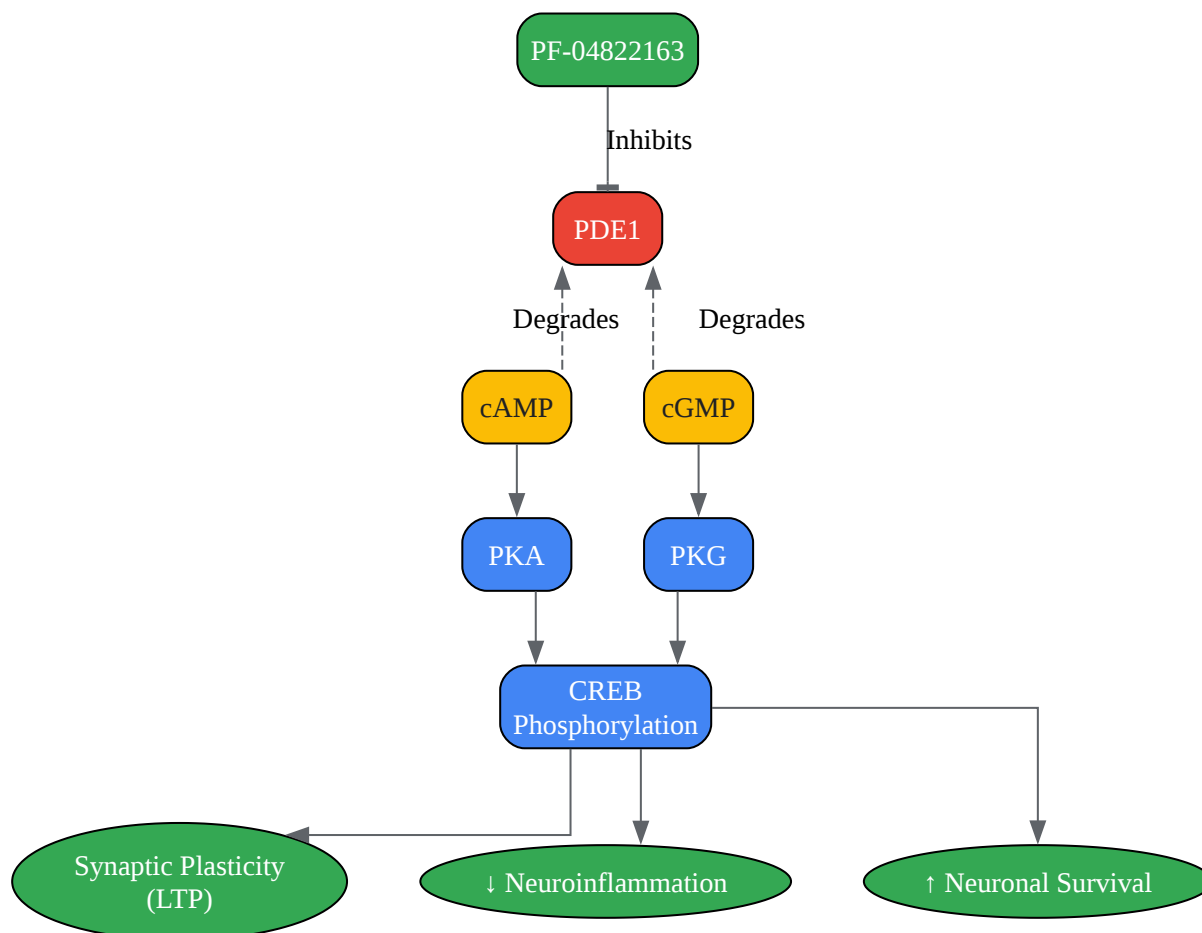 PF-04822163
Inhibits
PDE1
Degrades
Degrades
cAMP
cGMP
PKA
PKG
CREB
Phosphorylation
Synaptic Plasticity
(LTP)
↓ Neuroinflammation
↑ Neuronal Survival